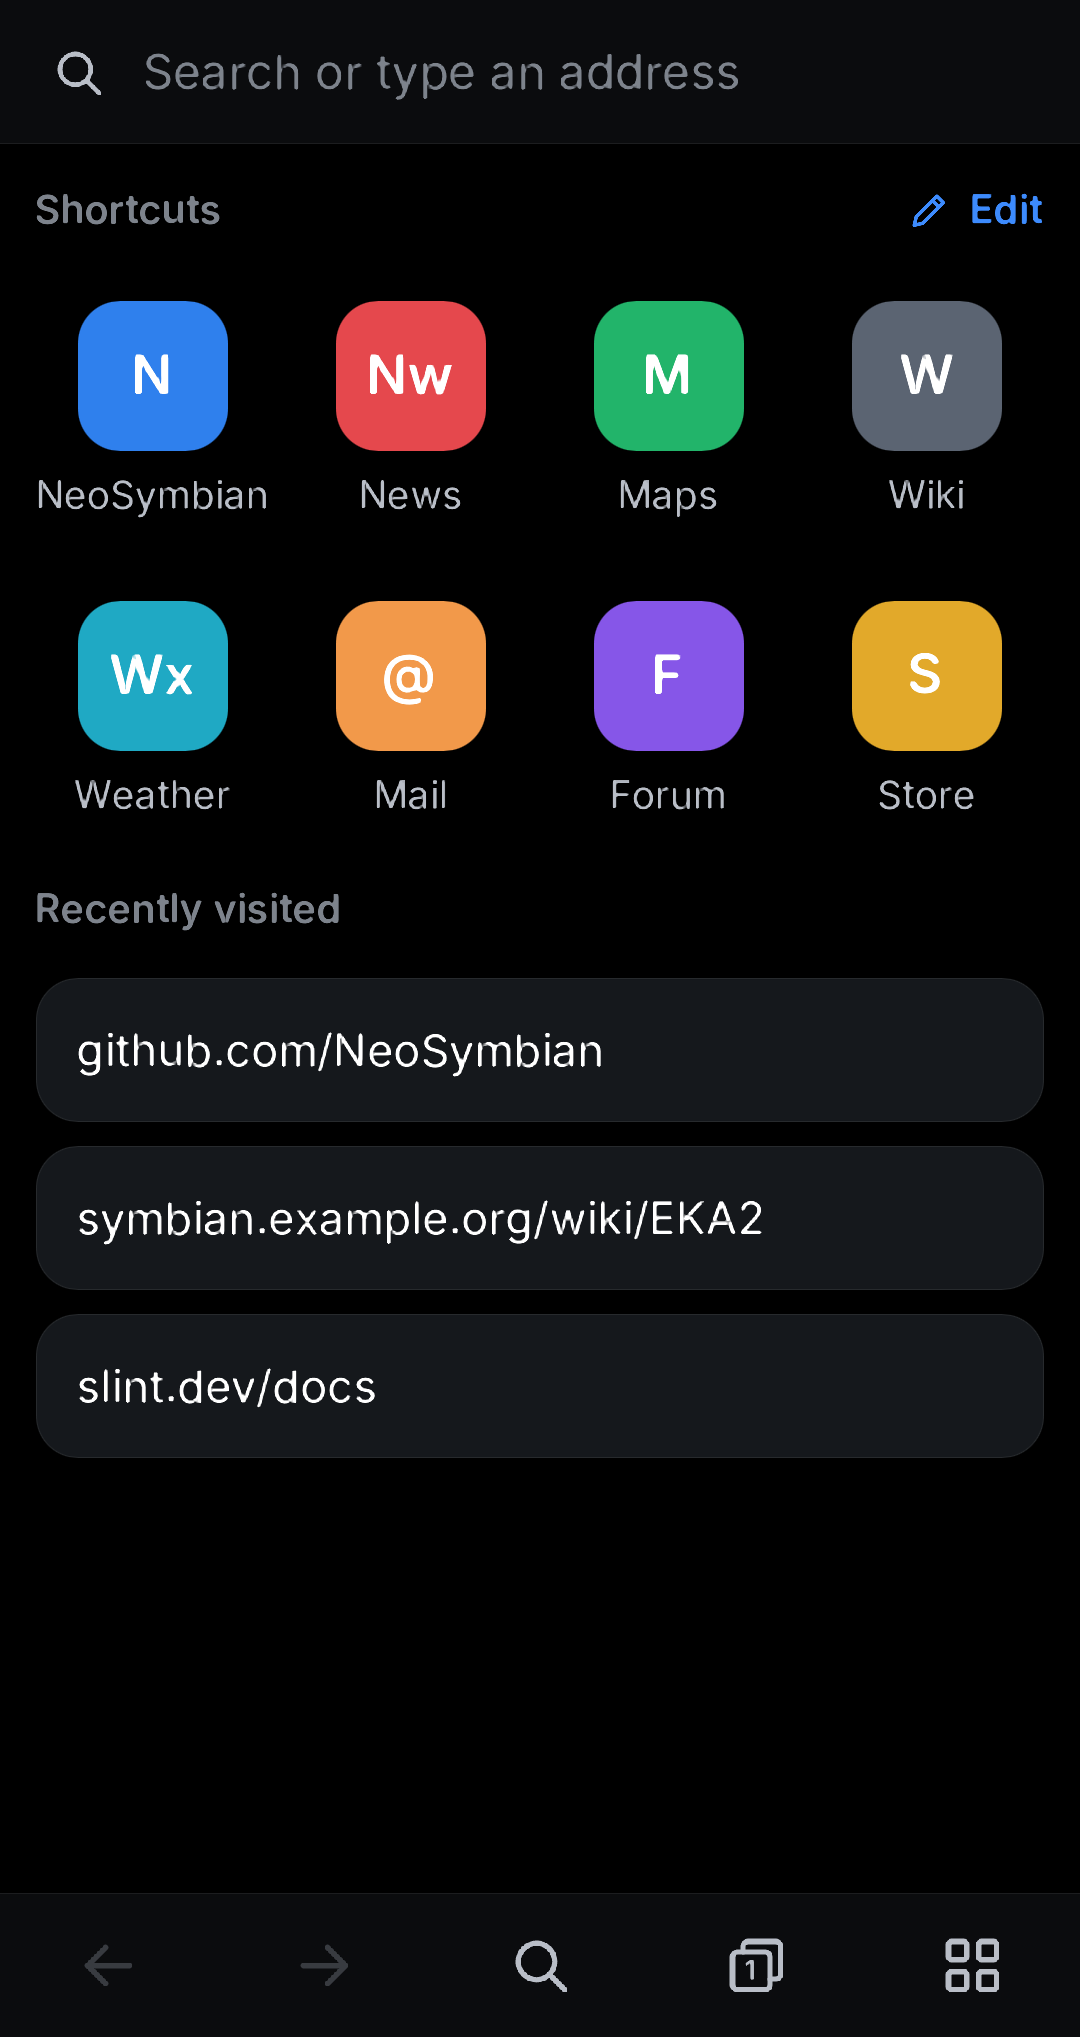 Search or type an address
Shortcuts
Edit
N
Nw
M
W
NeoSymbian
News
Maps
Wiki
Wx
@
F
S
Weather
Mail
Forum
Store
Recently visited
github.com/NeoSymbian
symbian.example.org/wiki/EKA2
slint.dev/docs
1